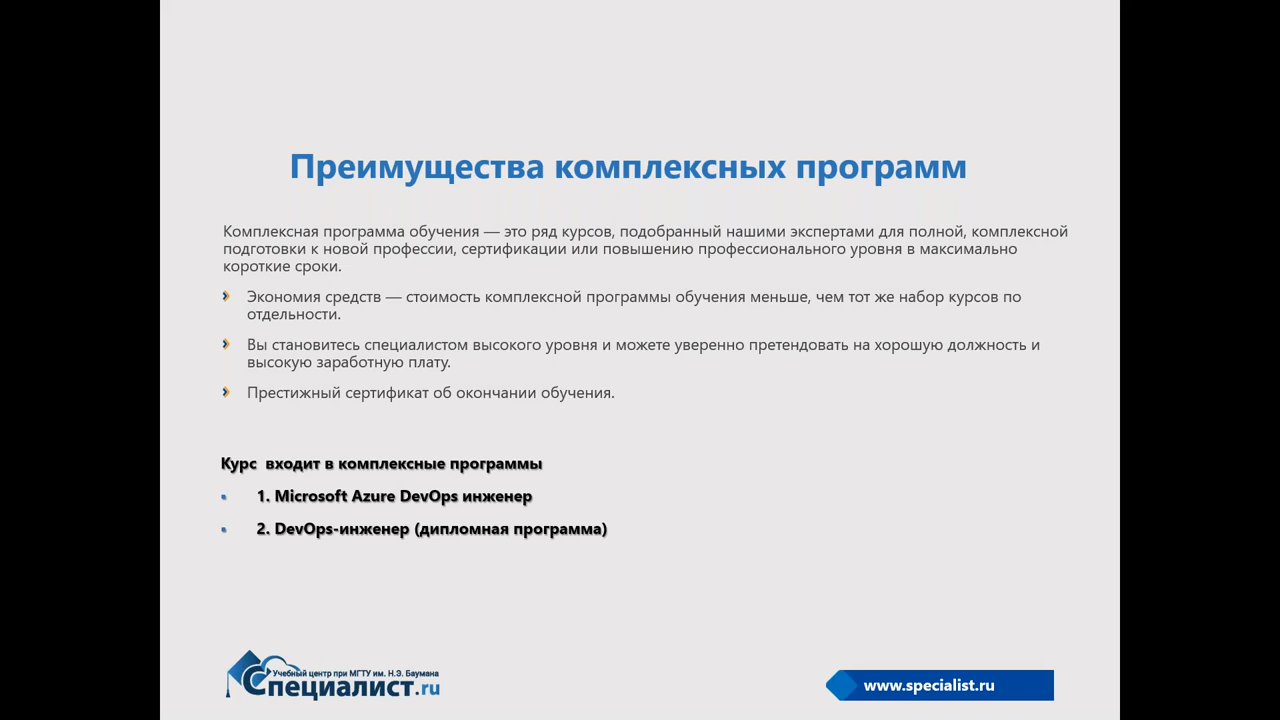 Преимущества комплексных программ
Комплексная программа обучения — это ряд курсов, подобранный нашими экспертами для полной, комплексной
подготовки к новой профессии, сертификации или повышению профессионального уровня в максимально
короткие сроки.
Экономия средств — стоимость комплексной программы обучения меньше, чем тот же набор курсов по
отдельности.
Вы становитесь специалистом высокого уровня и можете уверенно претендовать на хорошую должность и
высокую заработную плату.
Престижный сертификат об окончании обучения.
Курс входит в комплексные программы
1. Microsoft Azure DevOps инженер
2. DevOps-инженер (дипломная программа)
Учебный центр при МГТУ им. Н.Э. Баумана
Специалист.ru
www.specialist.ru